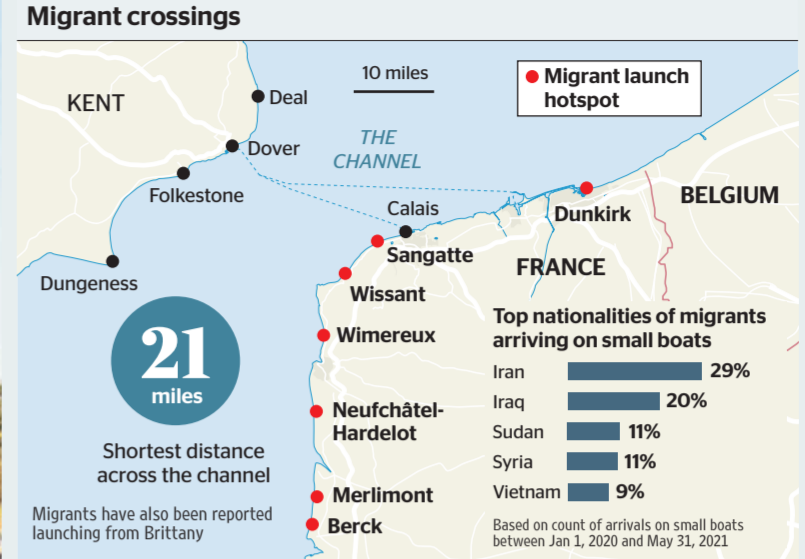 Migrant crossings
KENT
Deal
10 miles
Migrant launch
hotspot
Dover
THE
CHANNEL
Folkestone
Calais
Dunkirk
BELGIUM
Sangatte
FRANCE
Dungeness
Wissant
Wimereux
21
miles
Shortest distance
across the channel
Migrants have also been reported
launching from Brittany
Neufchâtel-
Hardelot
Merlimont
Berck
Top nationalities of migrants
arriving on small boats
Iran 29%
Iraq 20%
Sudan 11%
Syria 11%
Vietnam 9%
Based on count of arrivals on small boats
between Jan 1, 2020 and May 31, 2021